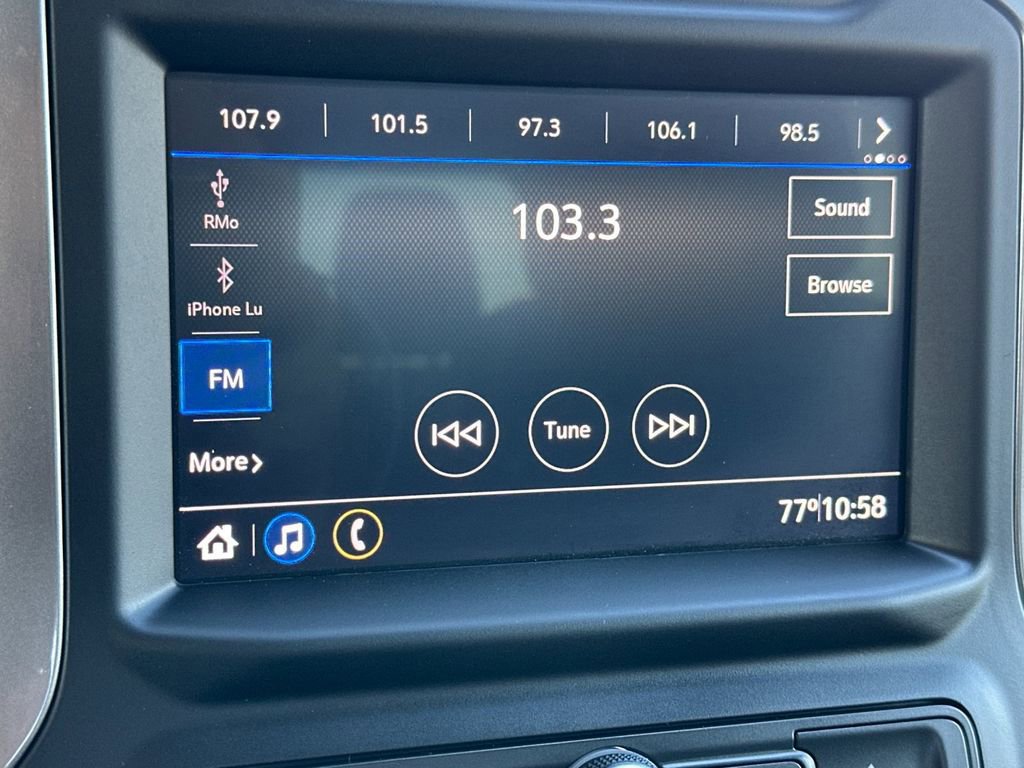 107.9 101.5 97.3 106.1 98.5
RMo
103.3
Sound
iPhone Lu
Browse
FM
Tune
More
77º 10:58